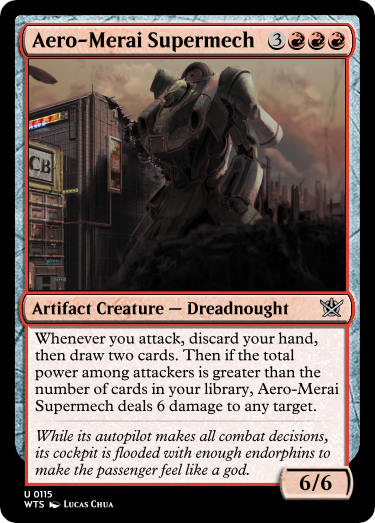 Aero-Merai Supermech 3
CB
Artifact Creature — Dreadnought
Whenever you attack, discard your hand,
then draw two cards. Then if the total
power among attackers is greater than the
number of cards in your library, Aero-Merai
Supermech deals 6 damage to any target.
While its autopilot makes all combat decisions,
its cockpit is flooded with enough endorphins to
make the passenger feel like a god.
6/6
U 0115
WTS Lucas Chua